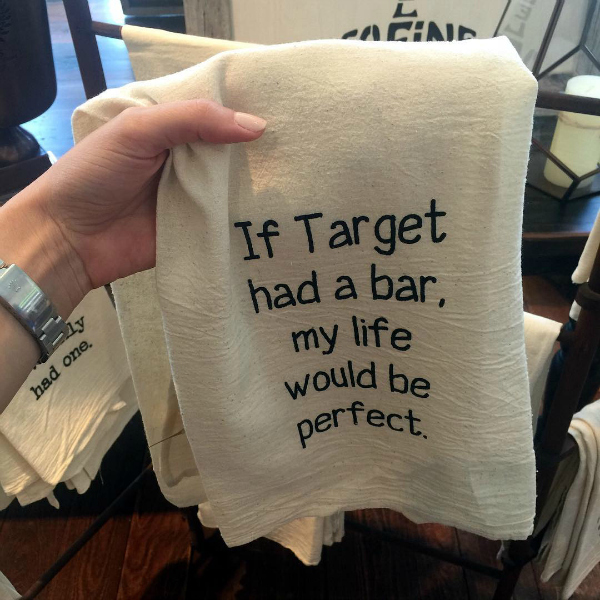 If Target
had a bar,
my life
would be
perfect.
had one.